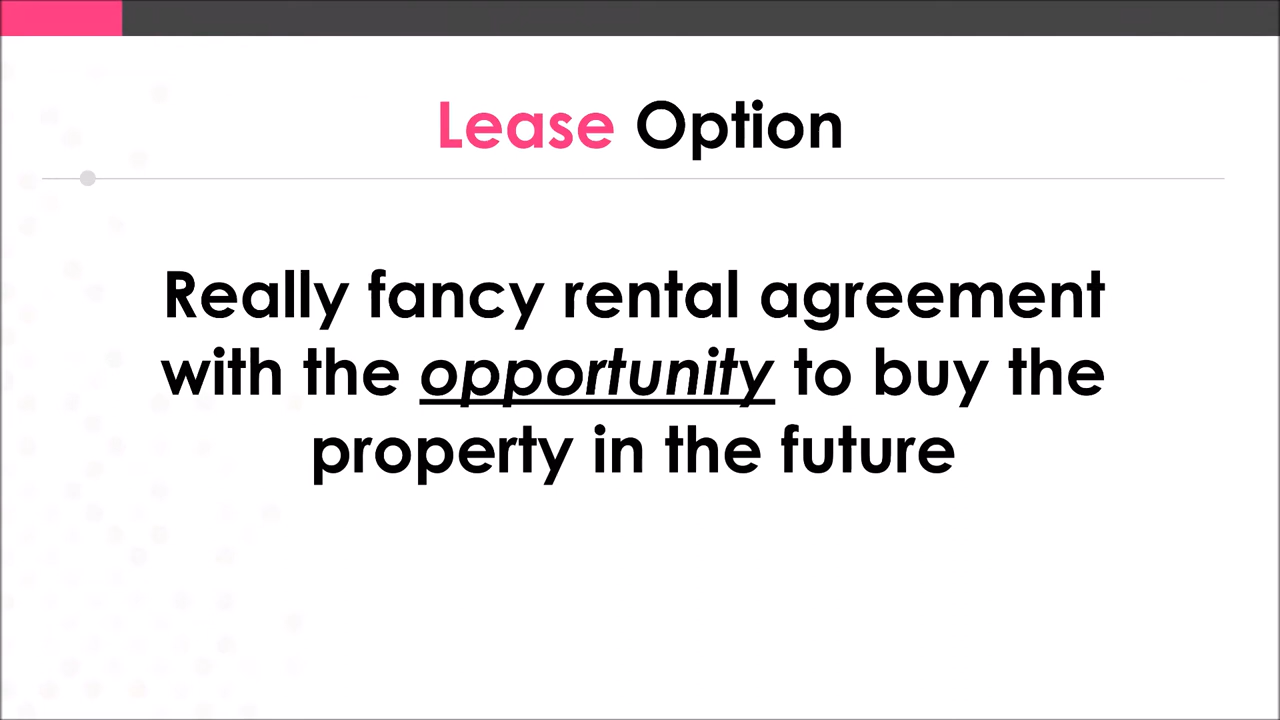 Lease Option
Really fancy rental agreement
with the opportunity to buy the
property in the future